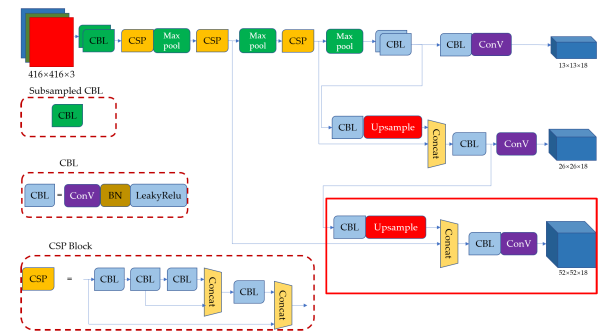 CBL CSP Max pool CSP Max pool CSP Max pool CBL CBL ConV
416×416×3
13×13×18
Subsampled CBL
CBL
CBL Upsample Concat CBL ConV
26×26×18
CBL
CBL = ConV BN LeakyRelu
CBL Upsample Concat CBL ConV
52×52×18
CSP Block
CSP = CBL CBL CBL Concat CBL Concat